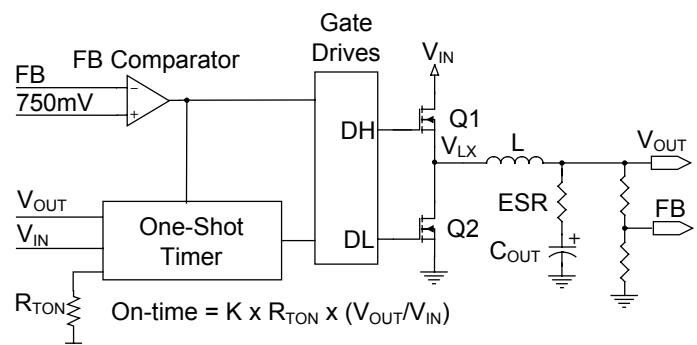 Gate
Drives
FB Comparator
FB
750mV
−
+
V_IN
DH
Q1
V_LX
L
V_OUT
ESR
FB
C_OUT
+
DL
Q2
V_OUT
V_IN
One-Shot
Timer
R_TON
On-time = K x R_TON x (V_OUT/V_IN)